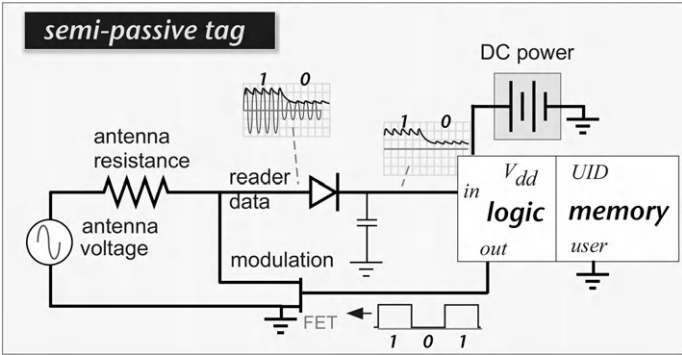 semi-passive tag
DC power
1 0
1 0
antenna
resistance
reader
data
antenna
voltage
in
Vdd
logic
out
UID
memory
user
modulation
FET
1 0 1